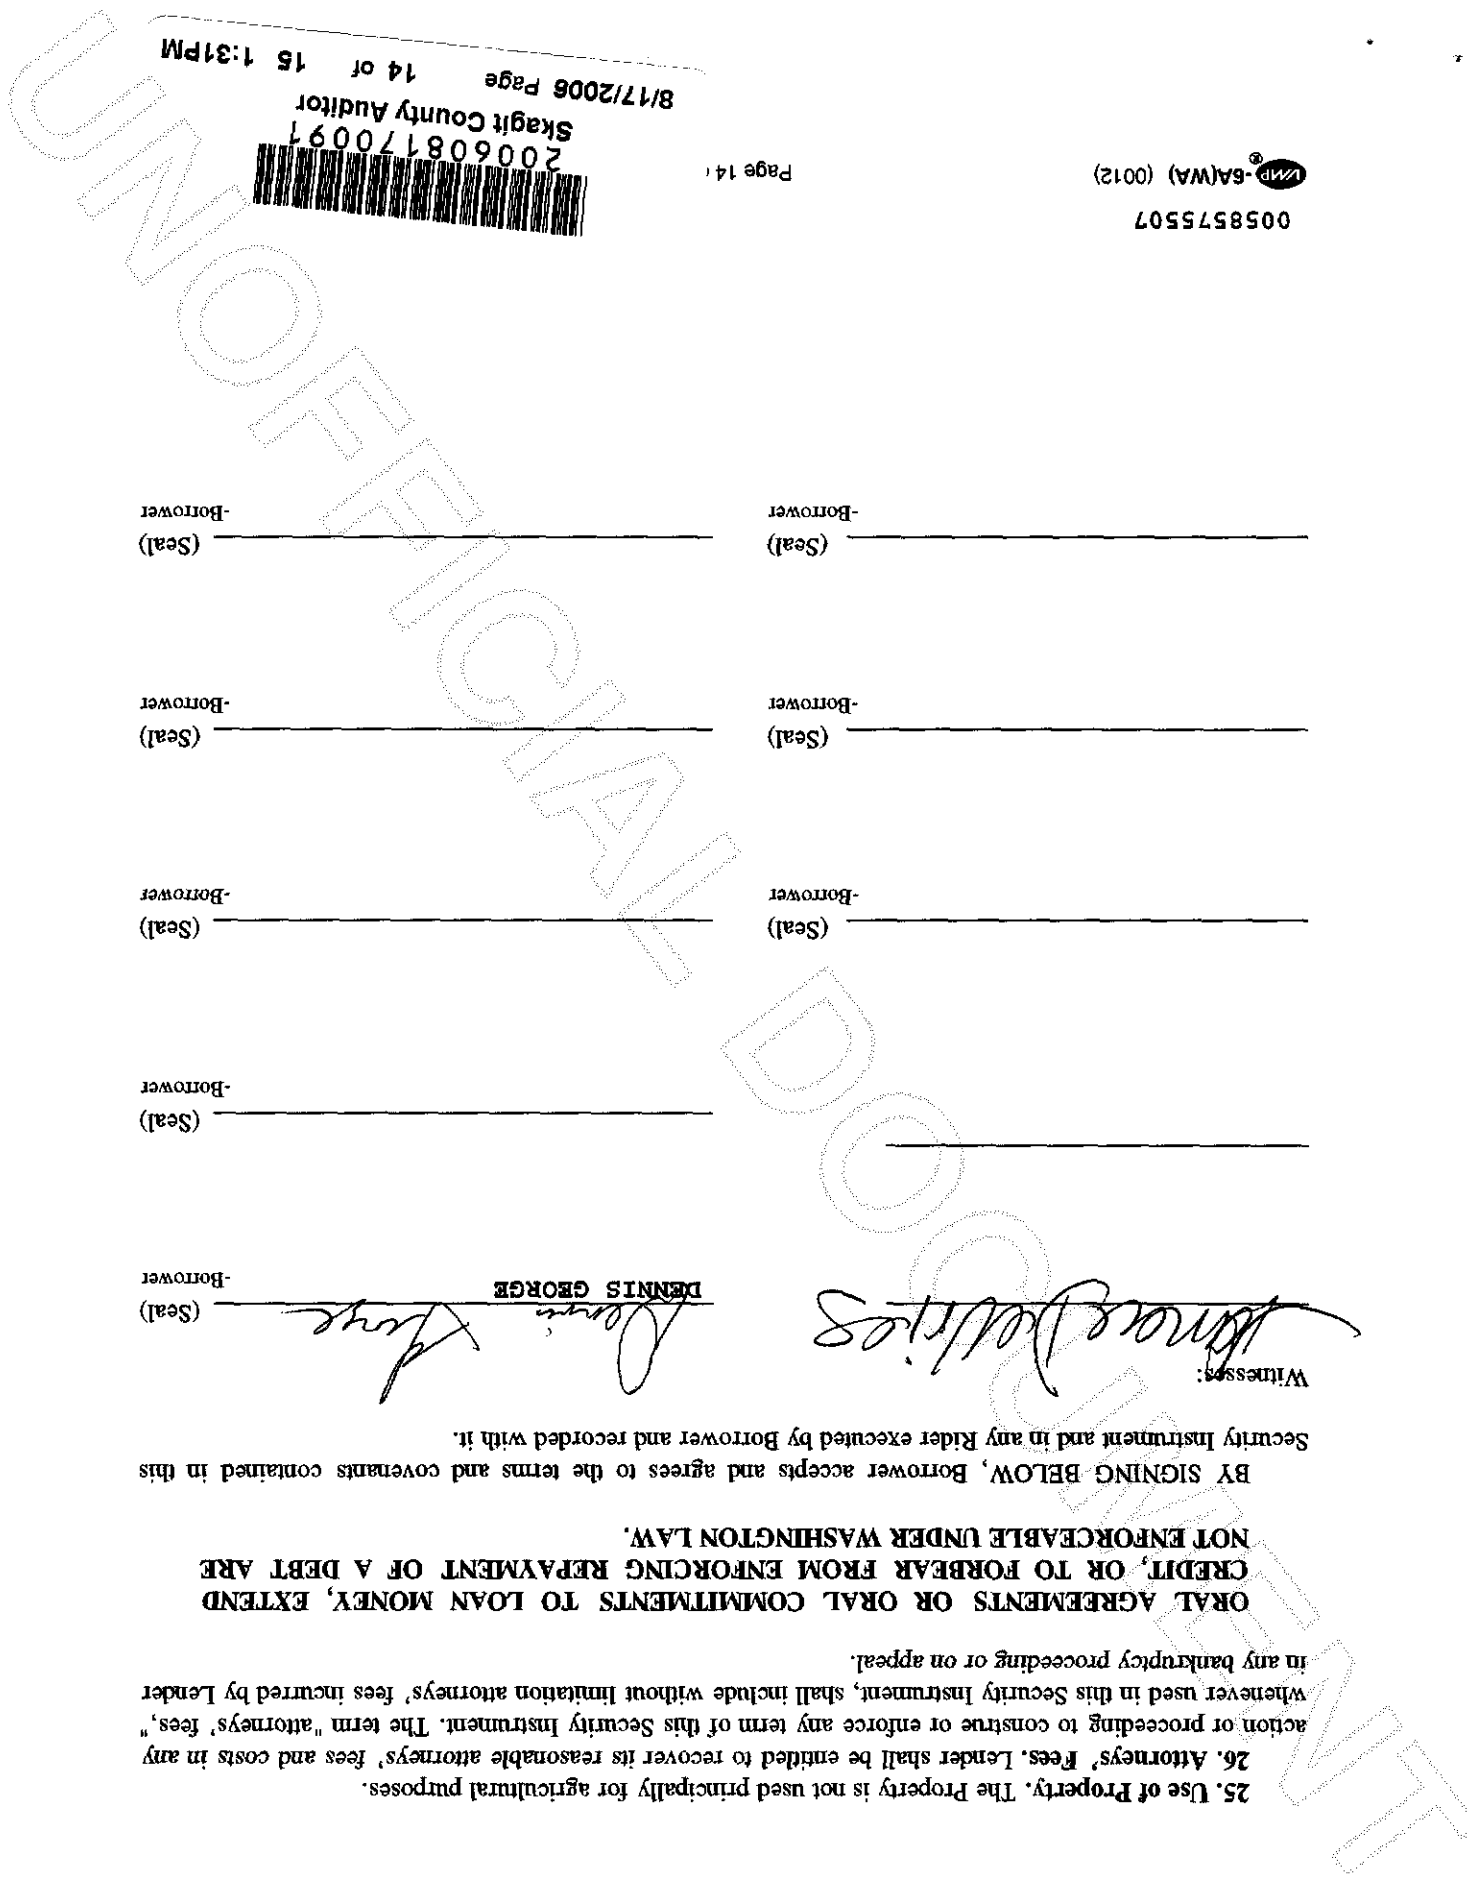 25. Use of Property. The Property is not used principally for agricultural purposes.
26. Attorneys' Fees. Lender shall be entitled to recover its reasonable attorneys' fees and costs in any
action or proceeding to construe or enforce any term of this Security Instrument. The term "attorneys' fees,"
whenever used in this Security Instrument, shall include without limitation attorneys' fees incurred by Lender
in any bankruptcy proceeding or on appeal.
ORAL AGREEMENTS OR ORAL COMMITMENTS TO LOAN MONEY, EXTEND
CREDIT, OR TO FORBEAR FROM ENFORCING REPAYMENT OF A DEBT ARE
NOT ENFORCEABLE UNDER WASHINGTON LAW.
BY SIGNING BELOW, Borrower accepts and agrees to the terms and covenants contained in this
Security Instrument and in any Rider executed by Borrower and recorded with it.
Witnesses:
Dennis George (Seal)
DENNIS GEORGE -Borrower
(Seal)
-Borrower
(Seal) (Seal)
-Borrower -Borrower
(Seal) (Seal)
-Borrower -Borrower
(Seal) (Seal)
-Borrower -Borrower
0058575507
VMP®-6A(WA) (0012) Page 14
200608170091
Skagit County Auditor
8/17/2006 Page 14 of 15 1:31PM
UNOFFICIAL DOCUMENT